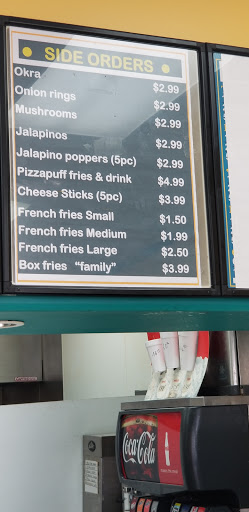 SIDE ORDERS
Okra $2.99
Onion rings $2.99
Mushrooms $2.99
Jalapinos $2.99
Jalapino poppers (5pc) $2.99
Pizzapuff fries & drink $4.99
Cheese Sticks (5pc) $3.99
French fries Small $1.50
French fries Medium $1.99
French fries Large $2.50
Box fries "family" $3.99
Coca-Cola